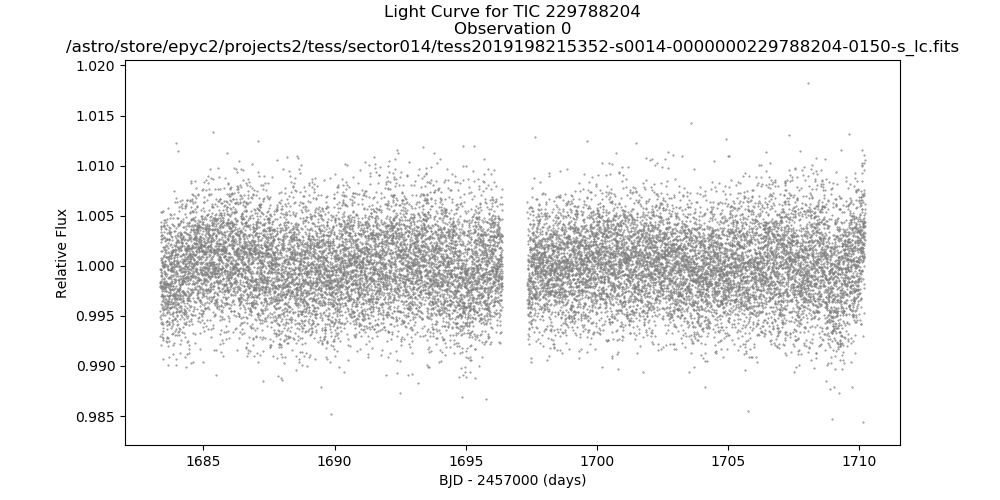 Light Curve for TIC 229788204
Observation 0
/astro/store/epyc2/projects2/tess/sector014/tess2019198215352-s0014-0000000229788204-0150-s_lc.fits
1.020
1.015
1.010
1.005
1.000
0.995
0.990
0.985
Relative Flux
1685
1690
1695
1700
1705
1710
BJD - 2457000 (days)